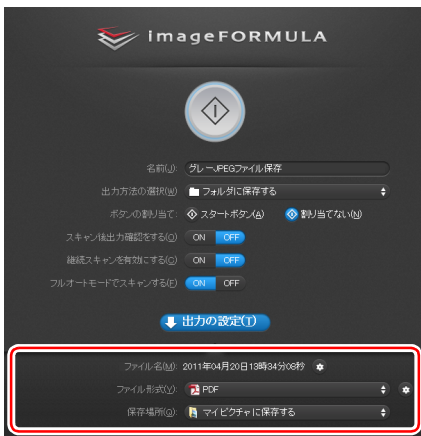 imageFORMULA
名前(J): グレーJPEGファイル保存
出力方法の選択(W) フォルダに保存する
ボタンの割り当て: スタートボタン(A) 割り当てない(N)
スキャン後出力確認をする(O) ON OFF
継続スキャンを有効にする(C) ON OFF
フルオートモードでスキャンする(F) ON OFF
出力の設定(T)
ファイル名(M): 2011年04月20日13時34分08秒
ファイル形式(Y): PDF
保存場所(G): マイピクチャに保存する